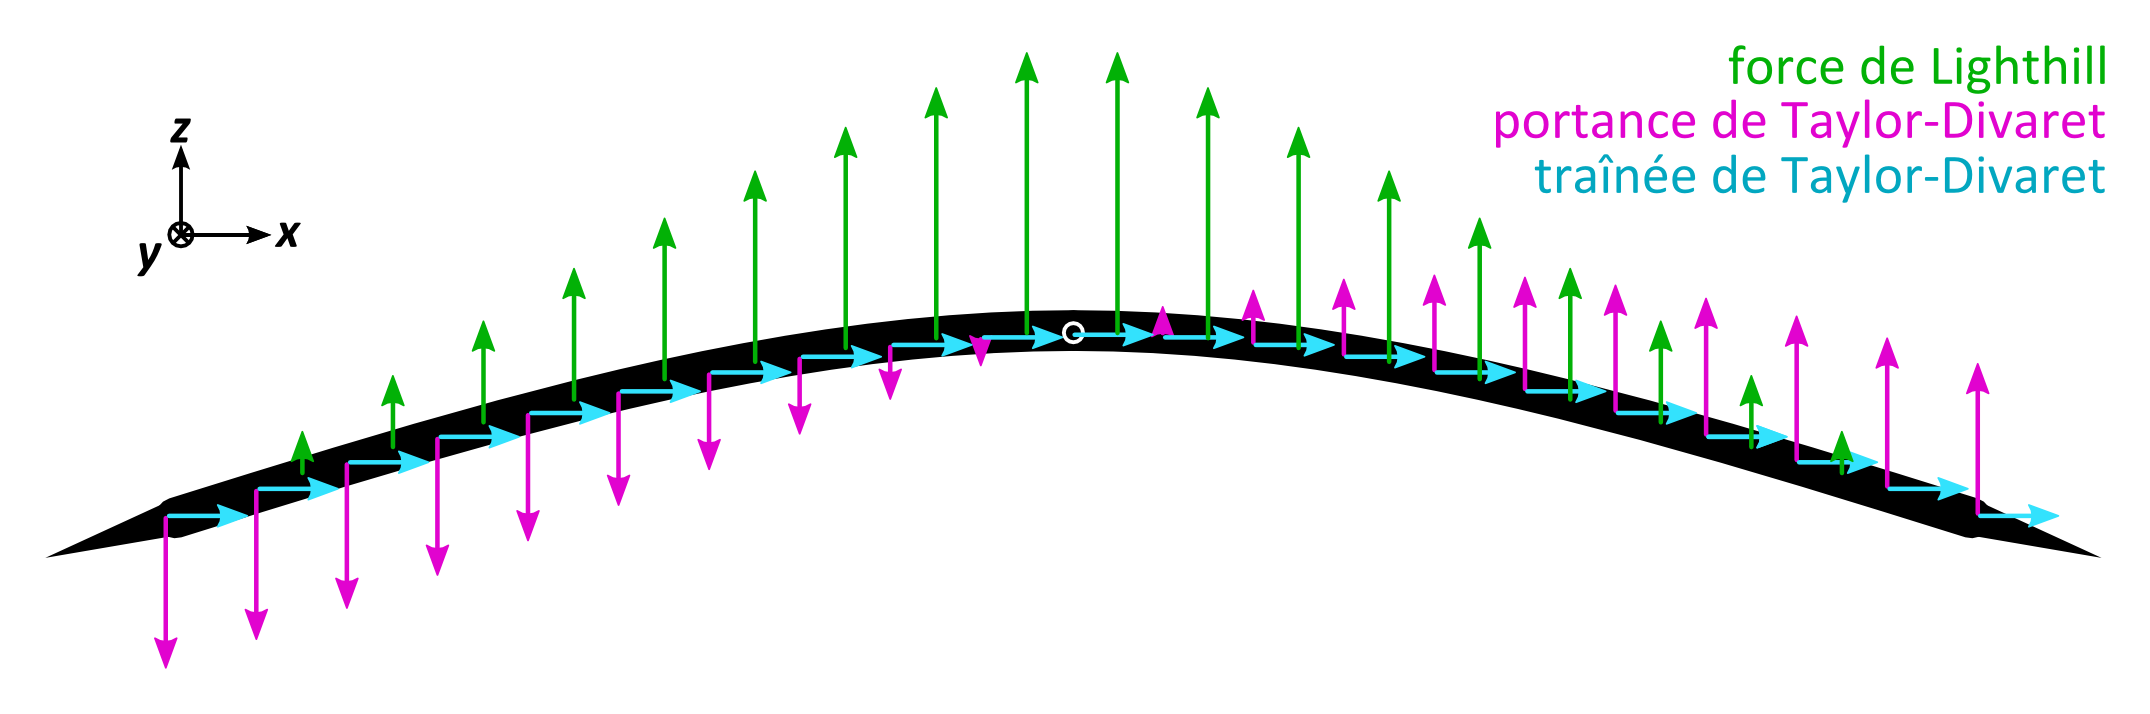 force de Lighthill
portance de Taylor-Divaret
traînée de Taylor-Divaret
z
x
y